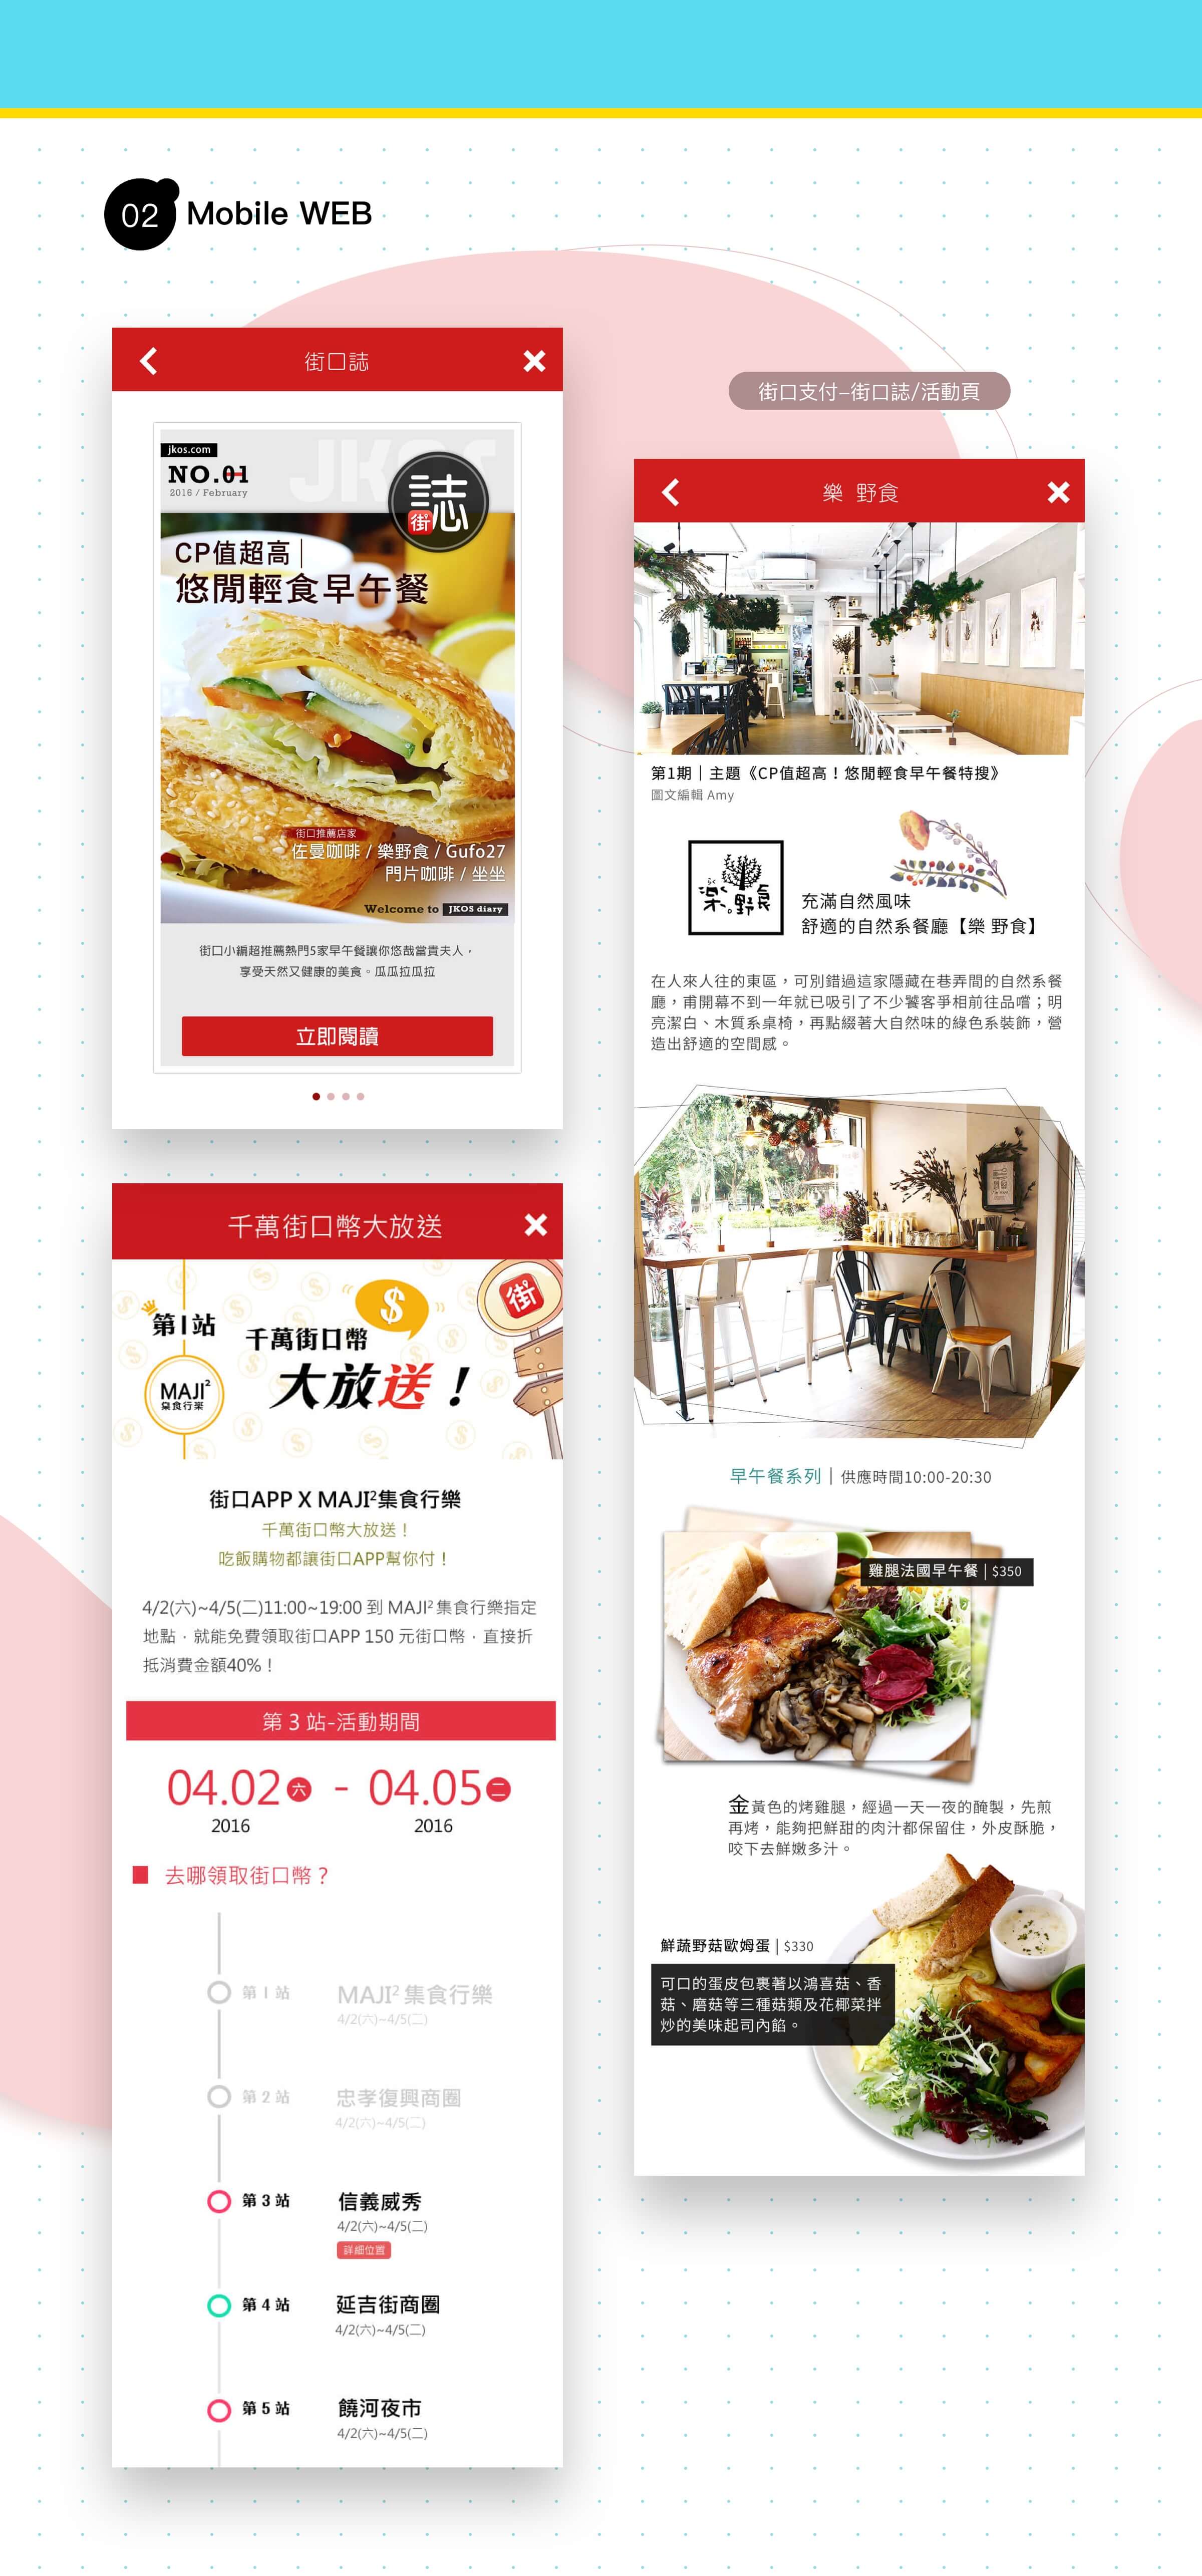 02 Mobile WEB
街口誌
jkos.com
JKOS
NO.01
2016 / February
街誌
CP值超高|
悠閒輕食早午餐
街口推薦店家
佐曼咖啡 / 樂野食 / Gufo27
門片咖啡 / 坐坐
Welcome to JKOS diary
街口小編超推薦熱門5家早午餐讓你悠哉當貴夫人，
享受天然又健康的美食。瓜瓜拉瓜拉
立即閱讀
千萬街口幣大放送
第1站
MAJI²
集食行樂
$
千萬街口幣
大放送！
街
街口APP X MAJI²集食行樂
千萬街口幣大放送！
吃飯購物都讓街口APP幫你付！
4/2(六)~4/5(二)11:00~19:00 到 MAJI² 集食行樂指定
地點，就能免費領取街口APP 150 元街口幣，直接折
抵消費金額40%！
第 3 站-活動期間
04.02六 - 04.05二
2016 2016
去哪領取街口幣？
第 1 站 MAJI² 集食行樂
4/2(六)~4/5(二)
第 2 站 忠孝復興商圈
4/2(六)~4/5(二)
第 3 站 信義威秀
4/2(六)~4/5(二)
詳細位置
第 4 站 延吉街商圈
4/2(六)~4/5(二)
第 5 站 饒河夜市
4/2(六)~4/5(二)
街口支付–街口誌/活動頁
樂 野食
第1期｜主題《CP值超高！悠閒輕食早午餐特搜》
圖文編輯 Amy
樂。野食
充滿自然風味
舒適的自然系餐廳【樂 野食】
在人來人往的東區，可別錯過這家隱藏在巷弄間的自然系餐
廳，甫開幕不到一年就已吸引了不少饕客爭相前往品嚐；明
亮潔白、木質系桌椅，再點綴著大自然味的綠色系裝飾，營
造出舒適的空間感。
早午餐系列｜供應時間10:00-20:30
雞腿法國早午餐 | $350
金黃色的烤雞腿，經過一天一夜的醃製，先煎
再烤，能夠把鮮甜的肉汁都保留住，外皮酥脆，
咬下去鮮嫩多汁。
鮮蔬野菇歐姆蛋 | $330
可口的蛋皮包裹著以鴻喜菇、香
菇、磨菇等三種菇類及花椰菜拌
炒的美味起司內餡。